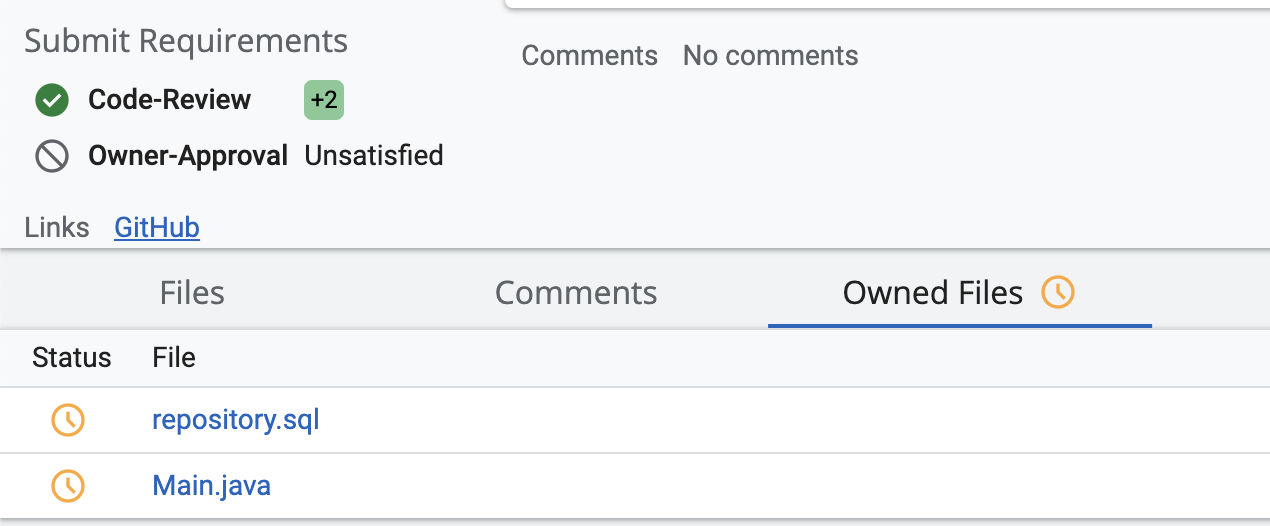 Submit Requirements
Comments No comments
Code-Review +2
Owner-Approval Unsatisfied
Links GitHub
Files Comments Owned Files
Status File
repository.sql
Main.java